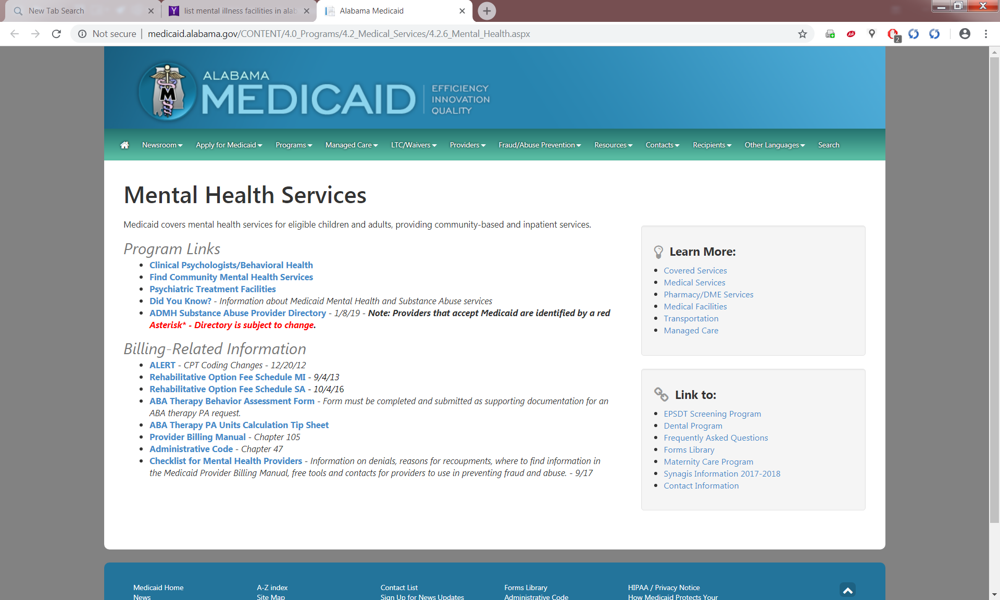 New Tab Search
list mental illness facilities in alab
Alabama Medicaid
Not secure | medicaid.alabama.gov/CONTENT/4.0_Programs/4.2_Medical_Services/4.2.6_Mental_Health.aspx
Ask
2
ALABAMA
MEDICAID
EFFICIENCY
INNOVATION
QUALITY
M
Newsroom Apply for Medicaid Programs Managed Care LTC/Waivers Providers Fraud/Abuse Prevention Resources Contacts Recipients Other Languages Search
Mental Health Services
Medicaid covers mental health services for eligible children and adults, providing community-based and inpatient services.
Program Links
Clinical Psychologists/Behavioral Health
Find Community Mental Health Services
Psychiatric Treatment Facilities
Did You Know? - Information about Medicaid Mental Health and Substance Abuse services
ADMH Substance Abuse Provider Directory - 1/8/19 - Note: Providers that accept Medicaid are identified by a red
Asterisk* - Directory is subject to change.
Billing-Related Information
ALERT - CPT Coding Changes - 12/20/12
Rehabilitative Option Fee Schedule MI - 9/4/13
Rehabilitative Option Fee Schedule SA - 10/4/16
ABA Therapy Behavior Assessment Form - Form must be completed and submitted as supporting documentation for an
ABA therapy PA request.
ABA Therapy PA Units Calculation Tip Sheet
Provider Billing Manual - Chapter 105
Administrative Code - Chapter 47
Checklist for Mental Health Providers - Information on denials, reasons for recoupments, where to find information in
the Medicaid Provider Billing Manual, free tools and contacts for providers to use in preventing fraud and abuse. - 9/17
Learn More:
Covered Services
Medical Services
Pharmacy/DME Services
Medical Facilities
Transportation
Managed Care
Link to:
EPSDT Screening Program
Dental Program
Frequently Asked Questions
Forms Library
Maternity Care Program
Synagis Information 2017-2018
Contact Information
Medicaid Home
News
A-Z index
Site Map
Contact List
Sign Up for News Updates
Forms Library
Administrative Code
HIPAA / Privacy Notice
How Medicaid Protects Your